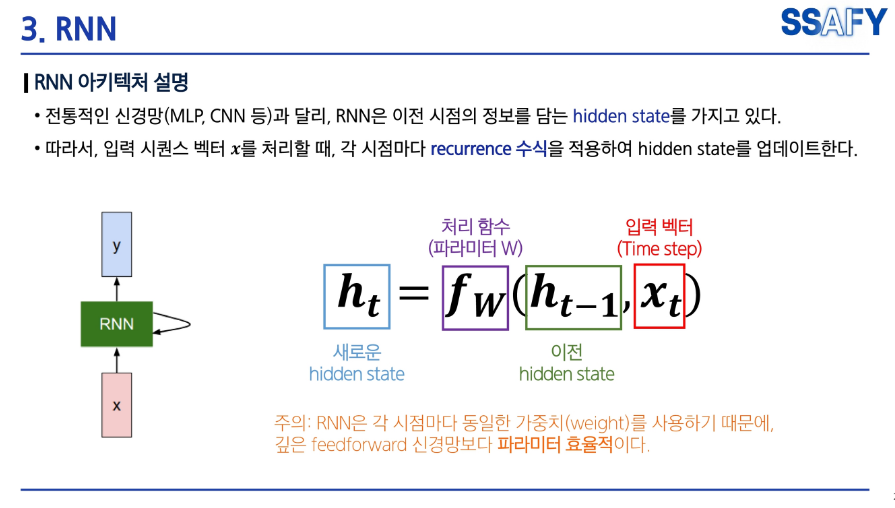 3. RNN
SSAFY
RNN 아키텍처 설명
• 전통적인 신경망(MLP, CNN 등)과 달리, RNN은 이전 시점의 정보를 담는 hidden state를 가지고 있다.
• 따라서, 입력 시퀀스 벡터 x를 처리할 때, 각 시점마다 recurrence 수식을 적용하여 hidden state를 업데이트한다.
y
RNN
x
처리 함수
(파라미터 W)
입력 벡터
(Time step)
h_t = f_W(h_{t-1}, x_t)
새로운
hidden state
이전
hidden state
주의: RNN은 각 시점마다 동일한 가중치(weight)를 사용하기 때문에,
깊은 feedforward 신경망보다 파라미터 효율적이다.